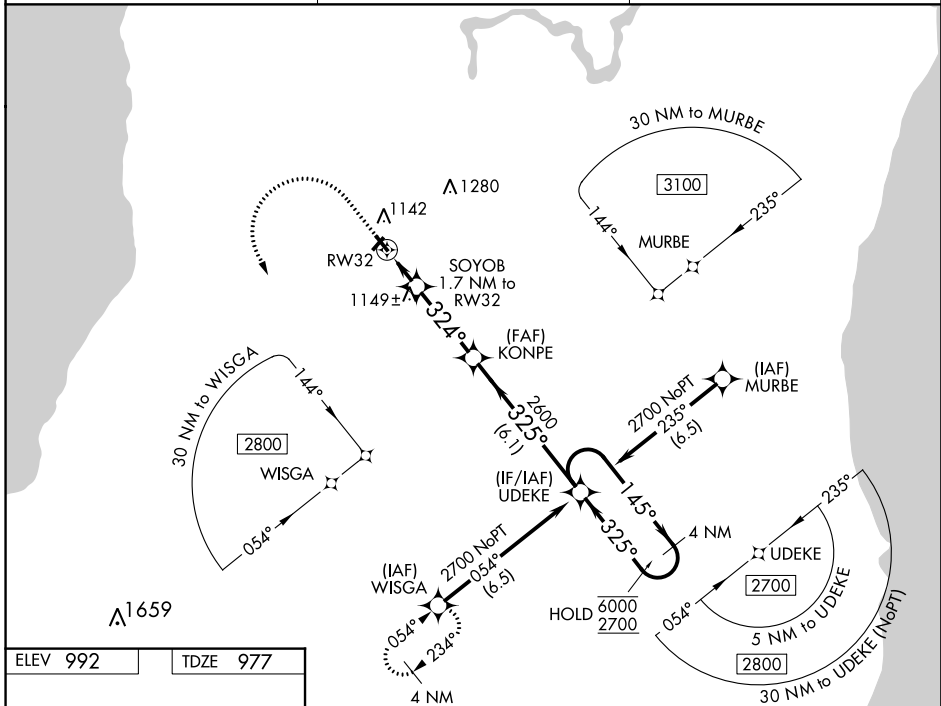 30 NM to MURBE
3100
144°
235°
MURBE
1280
1142
RW32
SOYOB
1.7 NM to
RW32
1149±
324°
(FAF)
KONPE
30 NM to WISGA
144°
2800
WISGA
054°
2600
325°
(6.1)
(IAF)
MURBE
2700 NoPT
235°
(6.5)
(IF/IAF)
UDEKE
145°
325°
4 NM
HOLD
6000
2700
2700 NoPT
054°
(6.5)
(IAF)
WISGA
054°
234°
4 NM
235°
UDEKE
2700
054°
5 NM to UDEKE
2800
30 NM to UDEKE (NoPT)
1659
ELEV 992
TDZE 977